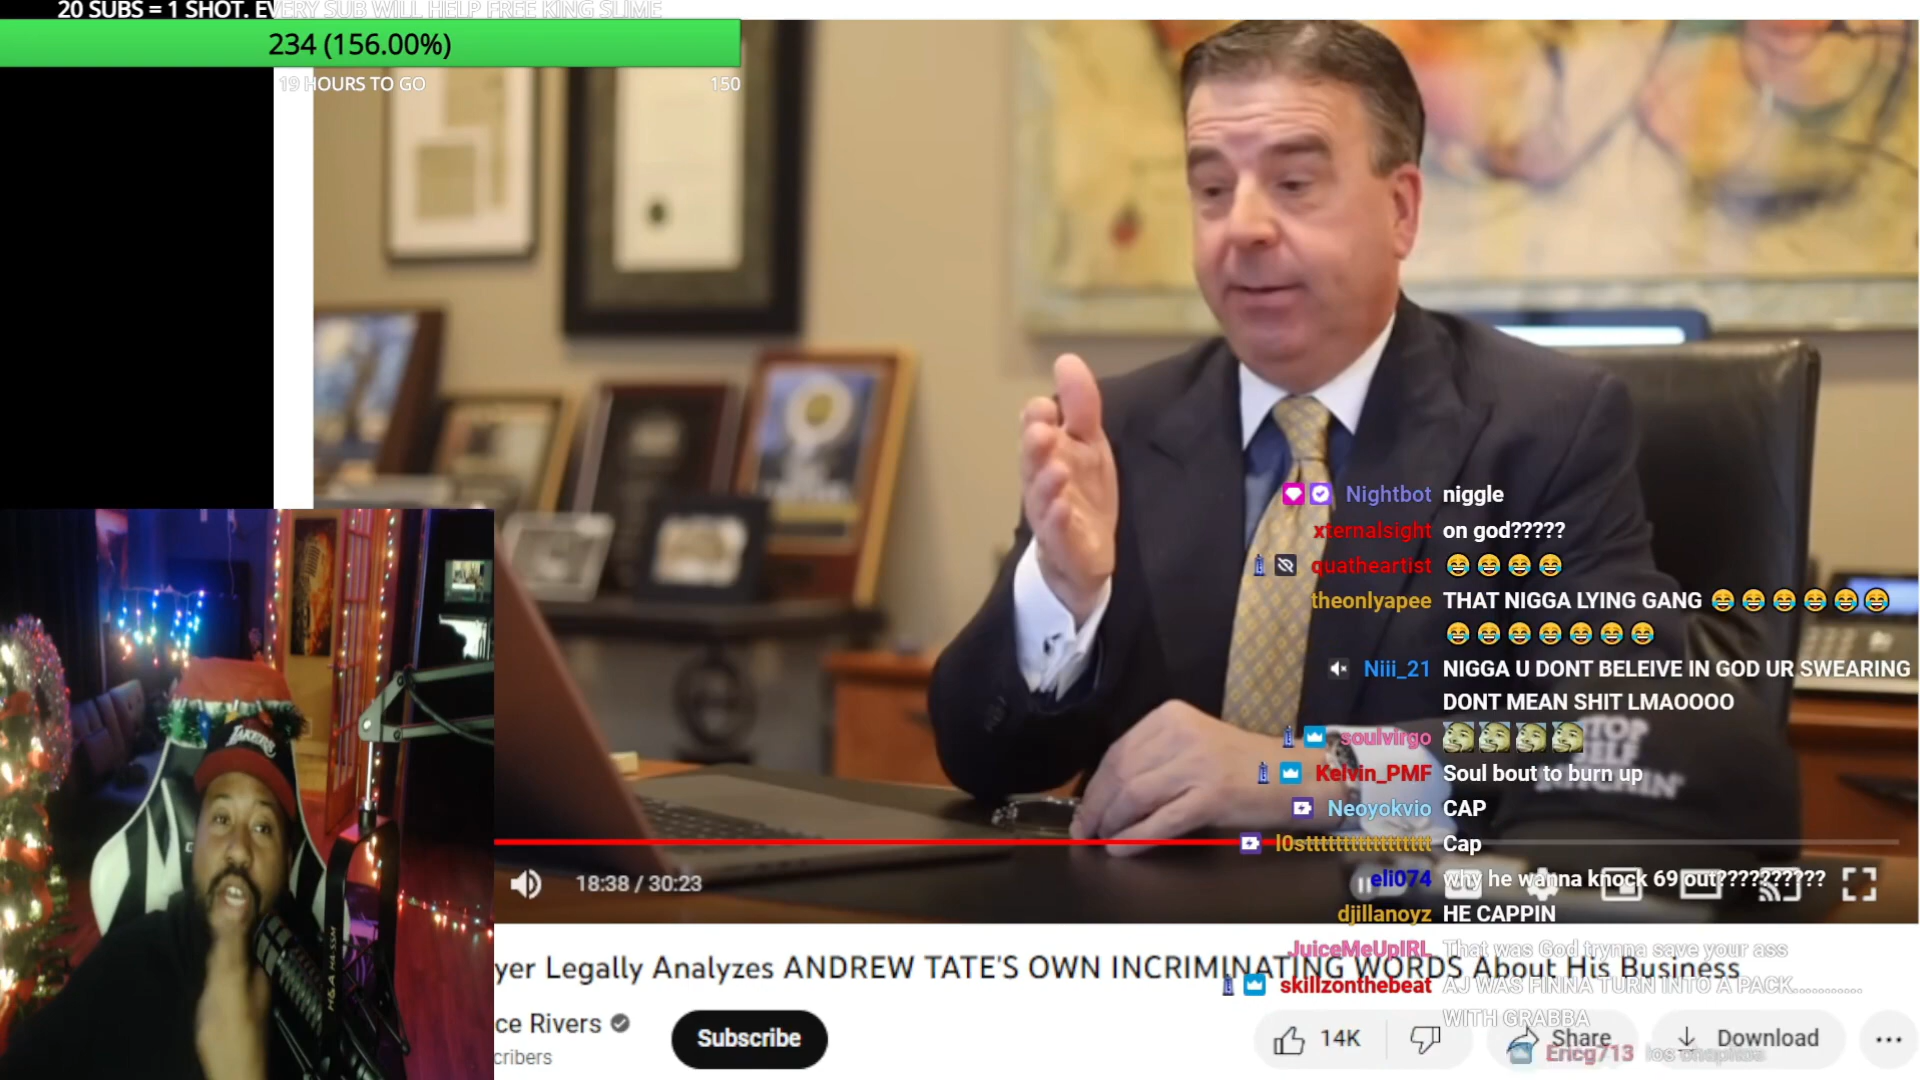 20 SUBS = 1 SHOT. EVERY SUB WILL HELP FREE KING SLIME
234 (156.00%)
19 HOURS TO GO
150
LAKERS
Nightbot niggle
xternalsight on god?????
quatheartist 😂😂😂😂
theonlyapee THAT NIGGA LYING GANG 😂😂😂😂😂😂
😂😂😂😂😂😂😂
Niii_21 NIGGA U DONT BELEIVE IN GOD UR SWEARING
DONT MEAN SHIT LMAOOOO
soulvirgo
Kelvin_PMF Soul bout to burn up
Neoyokvio CAP
Cap
eli074 why he wanna knock 69 out??????????
djillanoyz HE CAPPIN
JuiceMeUpIRL That was God trynna save your ass
skillzonthebeat AJ WAS FINNA TURN INTO A PACK............
WITH GRABBA
Ericg713 los
18:38 / 30:23
yer Legally Analyzes ANDREW TATE'S OWN INCRIMINATING WORDS About His Business
ce Rivers
cribers
Subscribe
14K
Share
Download